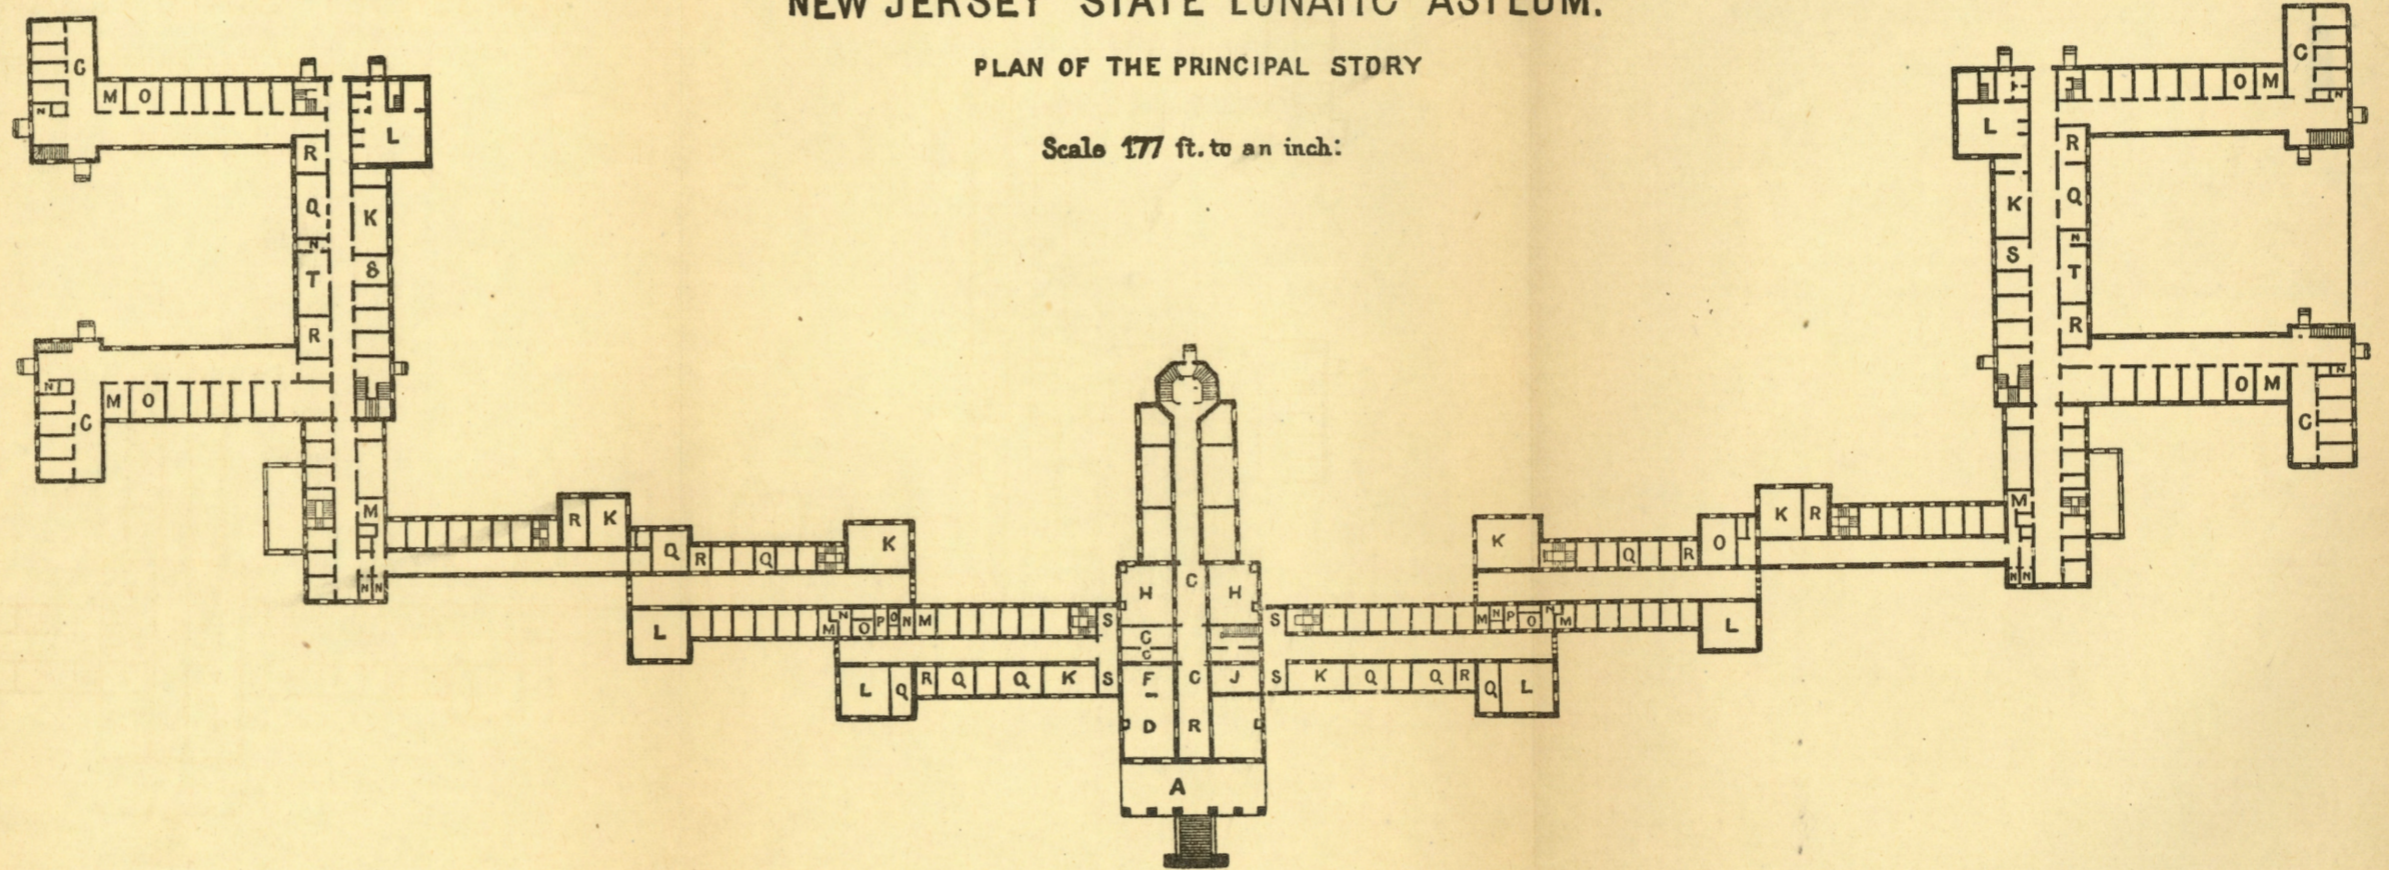 NEW JERSEY STATE LUNATIC ASYLUM.
PLAN OF THE PRINCIPAL STORY
Scale 177 ft. to an inch:
C
C
M O
O M
N
N
L
L
R
R
Q
Q
K
K
N
N
T
S
S
T
R
R
N
N
M O
O M
C
C
M
R K
K R
M
Q R Q K
K Q R O
N N
N N
H C H
L
M L N O P O N M
S
S
M N P O N M
L
C
C
L Q R Q Q K S
F C J
S K Q Q R Q L
D R
A